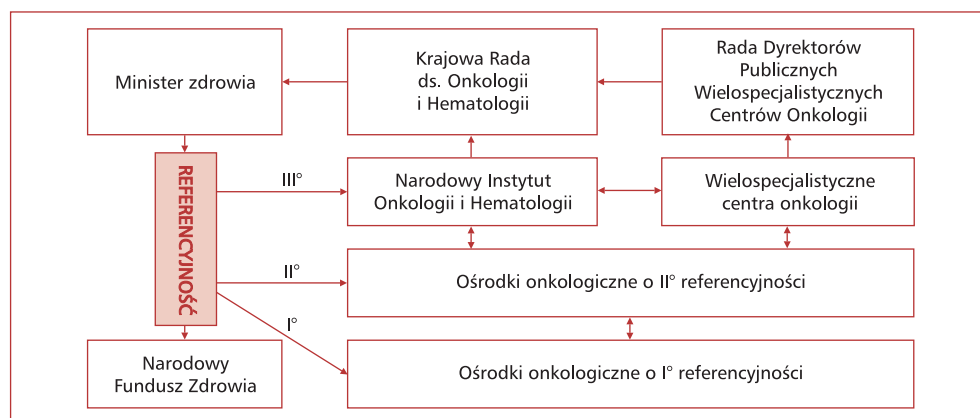 Minister zdrowia
Krajowa Rada
ds. Onkologii
i Hematologii
Rada Dyrektorów
Publicznych
Wielospecjalistycznych
Centrów Onkologii
REFERENCYJNOŚĆ
III°
Narodowy Instytut
Onkologii i Hematologii
Wielospecjalistyczne
centra onkologii
II°
Ośrodki onkologiczne o II° referencyjności
I°
Narodowy
Fundusz Zdrowia
Ośrodki onkologiczne o I° referencyjności